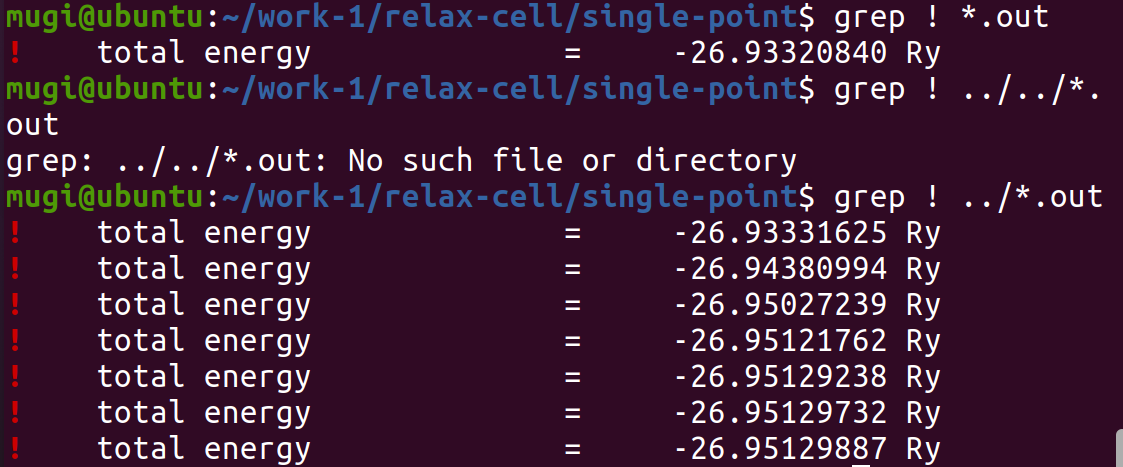 mugi@ubuntu:~/work-1/relax-cell/single-point$ grep ! *.out
!     total energy              =     -26.93320840 Ry
mugi@ubuntu:~/work-1/relax-cell/single-point$ grep ! ../../*.
out
grep: ../../*.out: No such file or directory
mugi@ubuntu:~/work-1/relax-cell/single-point$ grep ! ../*.out
!     total energy              =     -26.93331625 Ry
!     total energy              =     -26.94380994 Ry
!     total energy              =     -26.95027239 Ry
!     total energy              =     -26.95121762 Ry
!     total energy              =     -26.95129238 Ry
!     total energy              =     -26.95129732 Ry
!     total energy              =     -26.95129887 Ry